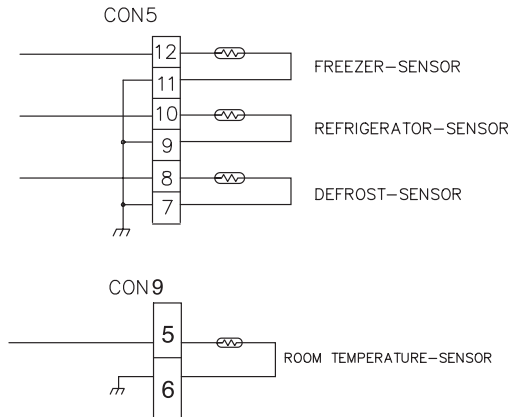 CON5
12
FREEZER-SENSOR
11
10
REFRIGERATOR-SENSOR
9
8
DEFROST-SENSOR
7
CON9
5
ROOM TEMPERATURE-SENSOR
6